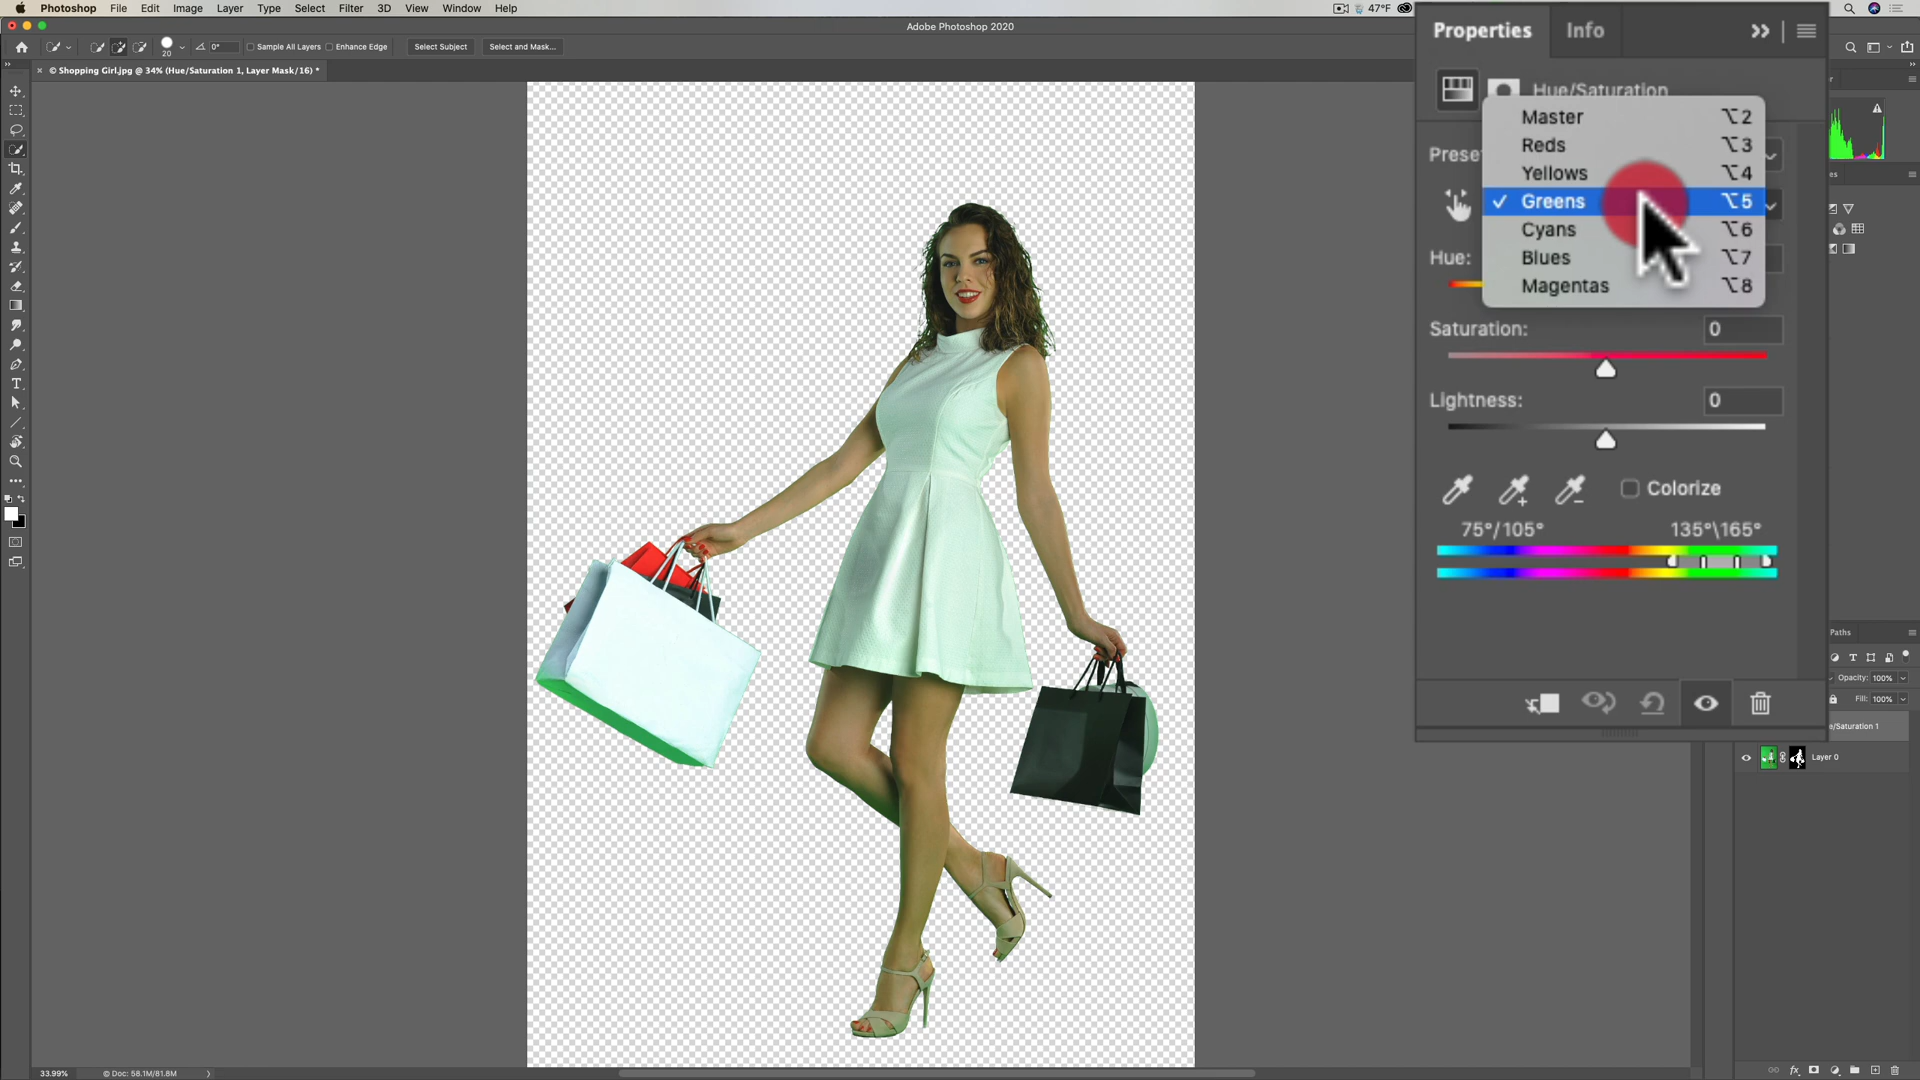 Photoshop File Edit Image Layer Type Select Filter 3D View Window Help
47°F
Adobe Photoshop 2020
20
0°
Sample All Layers Enhance Edge Select Subject Select and Mask...
× © Shopping Girl.jpg @ 34% (Hue/Saturation 1, Layer Mask/16) *
Properties Info
Hue/Saturation
Master ⌥2
Reds ⌥3
Yellows ⌥4
✓ Greens ⌥5
Cyans ⌥6
Blues ⌥7
Magentas ⌥8
Hue:
Saturation: 0
Lightness: 0
Colorize
75°/105° 135°\165°
Paths
Opacity: 100%
Fill: 100%
e/Saturation 1
Layer 0
33.99% © Doc: 58.1M/81.8M